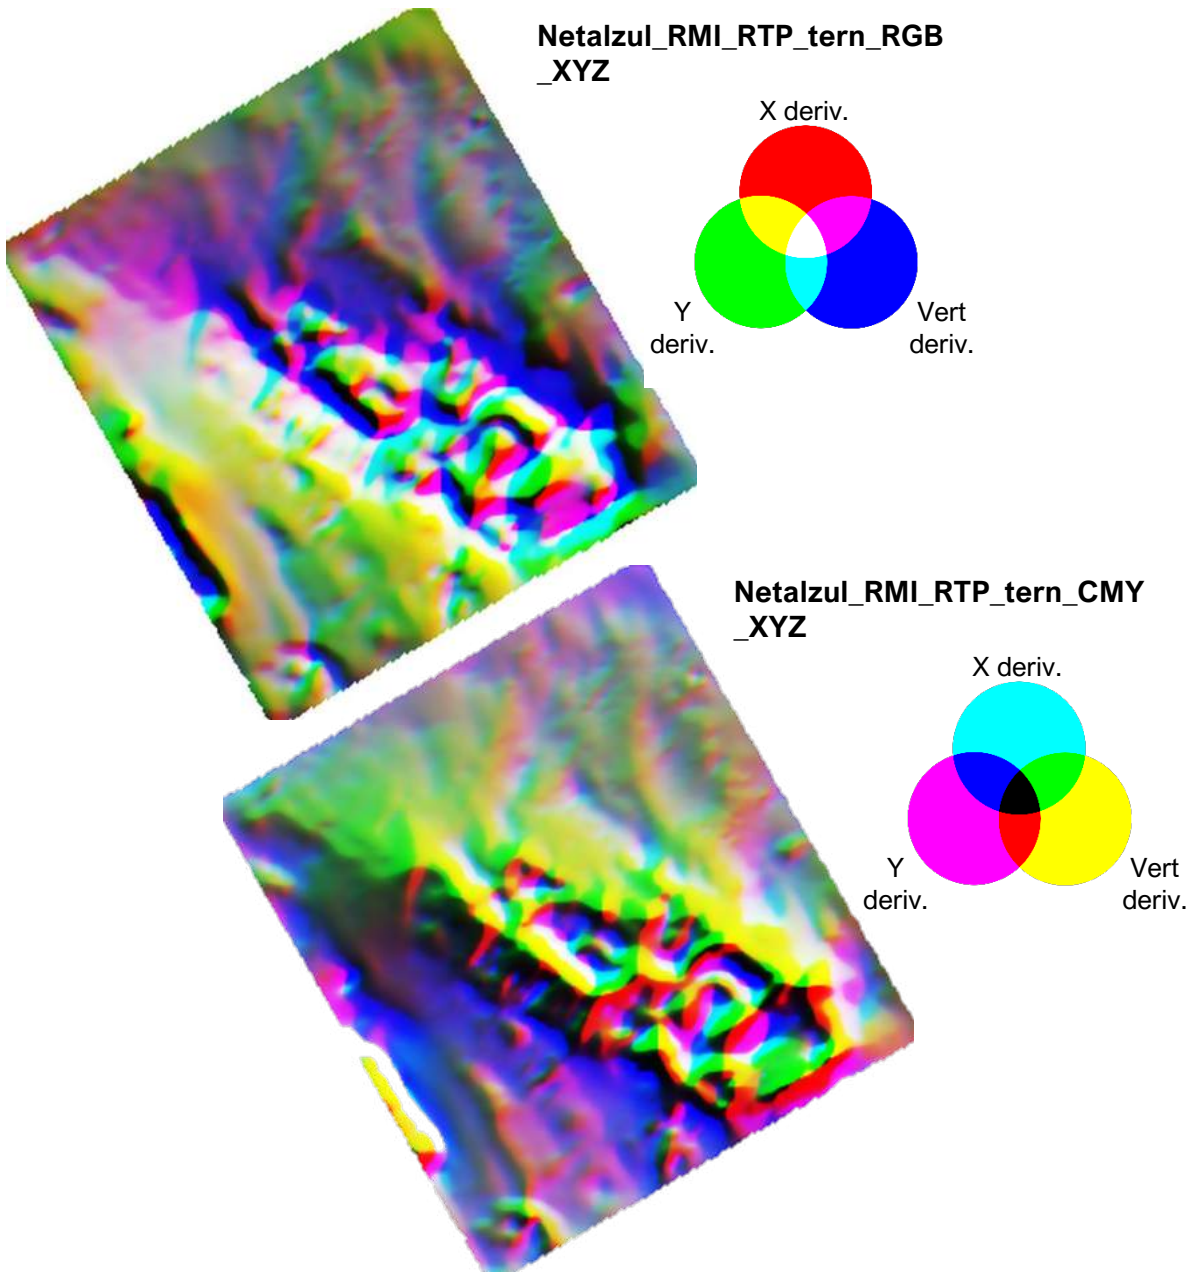 Netalzul_RMI_RTP_tern_RGB
_XYZ
X deriv.
Y
deriv.
Vert
deriv.
Netalzul_RMI_RTP_tern_CMY
_XYZ
X deriv.
Y
deriv.
Vert
deriv.